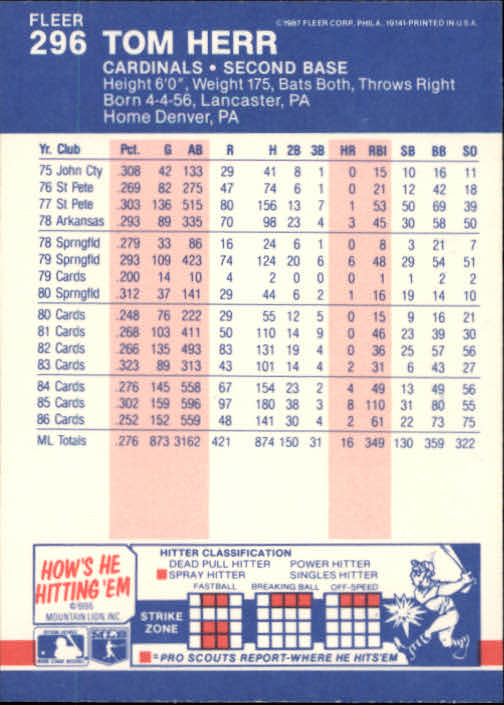 FLEER
296 TOM HERR
©1987 FLEER CORP. PHILA. 19141-PRINTED IN U.S.A.
CARDINALS • SECOND BASE
Height 6'0", Weight 175, Bats Both, Throws Right
Born 4-4-56, Lancaster, PA
Home Denver, PA
Yr. Club Pct. G AB R H 2B 3B HR RBI SB BB SO
75 John Cty .308 42 133 29 41 8 1 0 15 10 16 11
76 St Pete .269 82 275 47 74 6 1 0 21 12 42 18
77 St Pete .303 136 515 80 156 13 7 1 53 50 69 39
78 Arkansas .293 89 335 70 98 23 4 3 45 30 58 50
78 Sprngfld .279 33 86 16 24 6 1 0 8 3 21 7
79 Sprngfld .293 109 423 74 124 20 6 6 48 29 54 51
79 Cards .200 14 10 4 2 0 0 0 1 1 2 2
80 Sprngfld .312 37 141 29 44 6 2 1 16 19 14 10
80 Cards .248 76 222 29 55 12 5 0 15 9 16 21
81 Cards .268 103 411 50 110 14 9 0 46 23 39 30
82 Cards .266 135 493 83 131 19 4 0 36 25 57 56
83 Cards .323 89 313 43 101 14 4 2 31 6 43 27
84 Cards .276 145 558 67 154 23 2 4 49 13 49 56
85 Cards .302 159 596 97 180 38 3 8 110 31 80 55
86 Cards .252 152 559 48 141 30 4 2 61 22 73 75
ML Totals .276 873 3162 421 874 150 31 16 349 130 359 322
HOW'S HE
HITTING 'EM
©1986
MOUNTAIN LION, INC
HITTER CLASSIFICATION
DEAD PULL HITTER POWER HITTER
SPRAY HITTER SINGLES HITTER
FASTBALL BREAKING BALL OFF-SPEED
STRIKE
ZONE
=PRO SCOUTS REPORT-WHERE HE HITS'EM